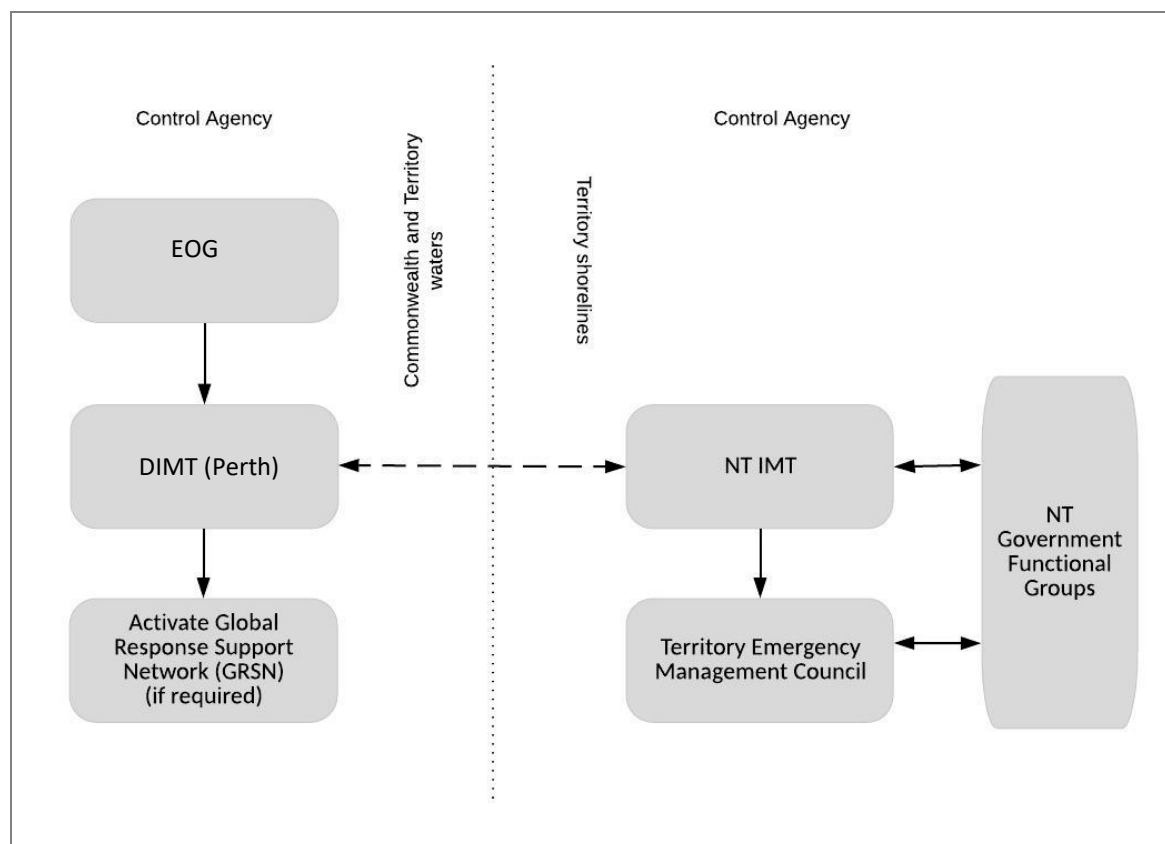 Control Agency
Control Agency
Commonwealth and Territory
waters
Territory shorelines
EOG
DIMT (Perth)
NT IMT
NT
Government
Functional
Groups
Activate Global
Response Support
Network (GRSN)
(if required)
Territory Emergency
Management Council